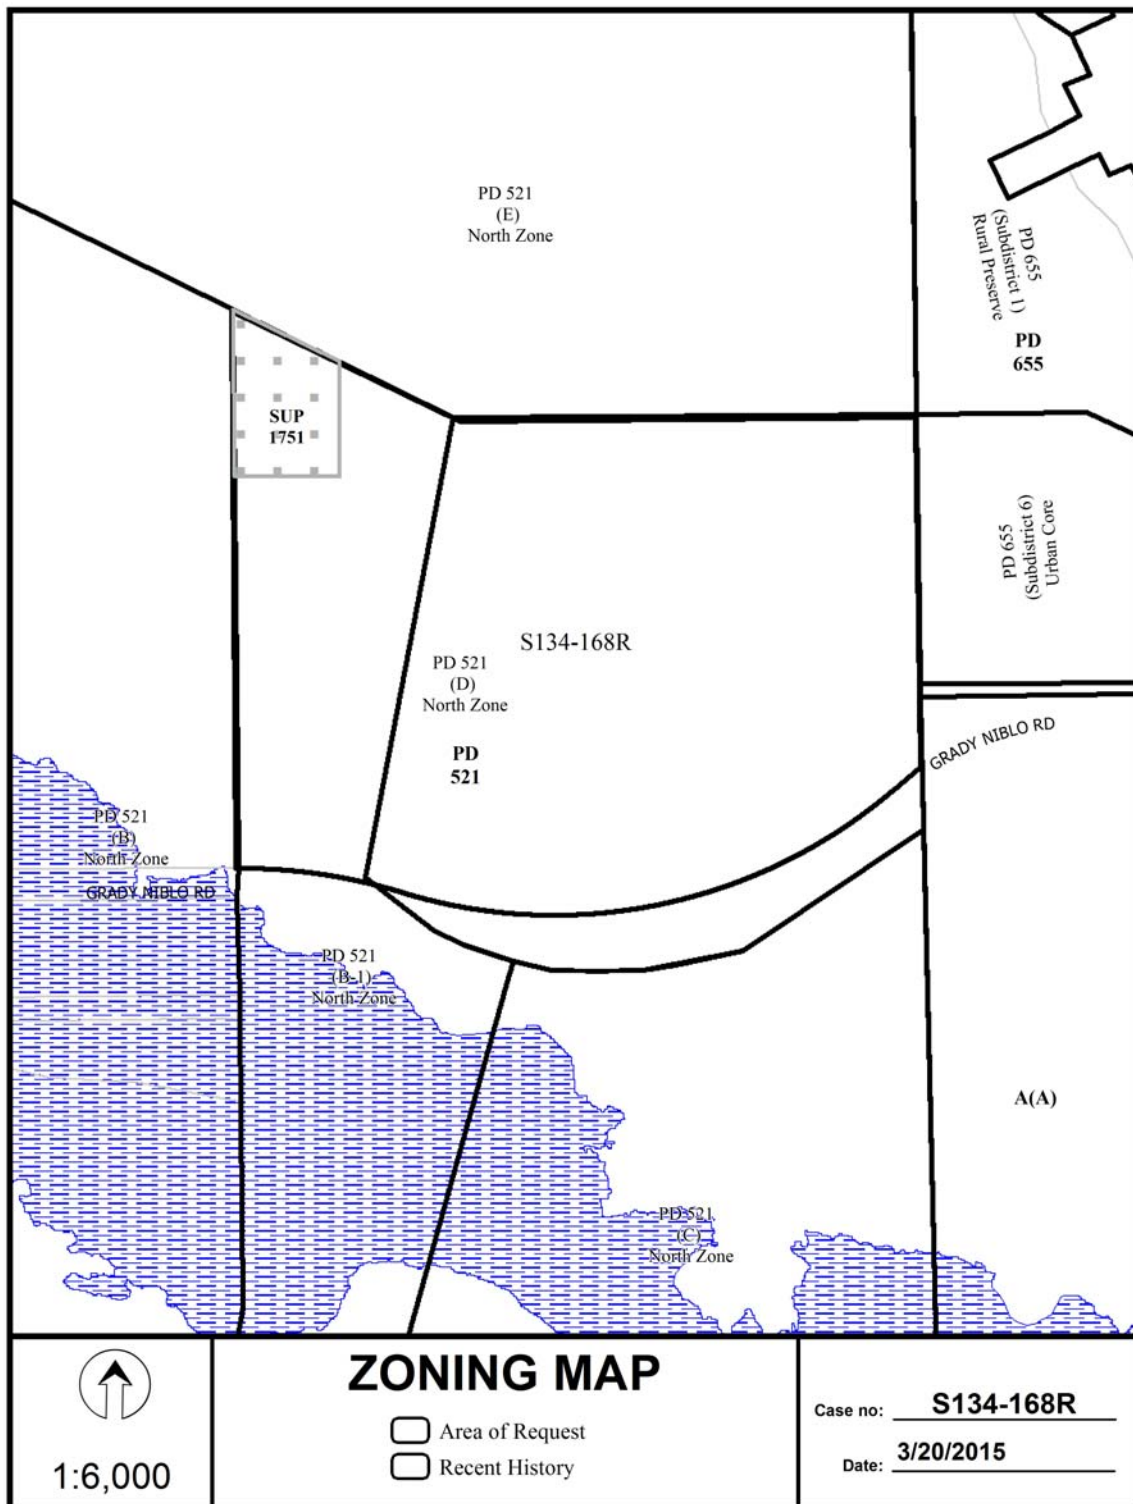 PD 521
(E)
North Zone
PD 655
(Subdistrict 1)
Rural Preserve
PD
655
SUP
1751
PD 655
(Subdistrict 6)
Urban Core
S134-168R
PD 521
(D)
North Zone
PD
521
GRADY NIBLO RD
PD 521
(B)
North Zone
GRADY NIBLO RD
PD 521
(B-1)
North Zone
A(A)
PD 521
(C)
North Zone
1:6,000
ZONING MAP
Area of Request
Recent History
Case no: S134-168R
Date: 3/20/2015